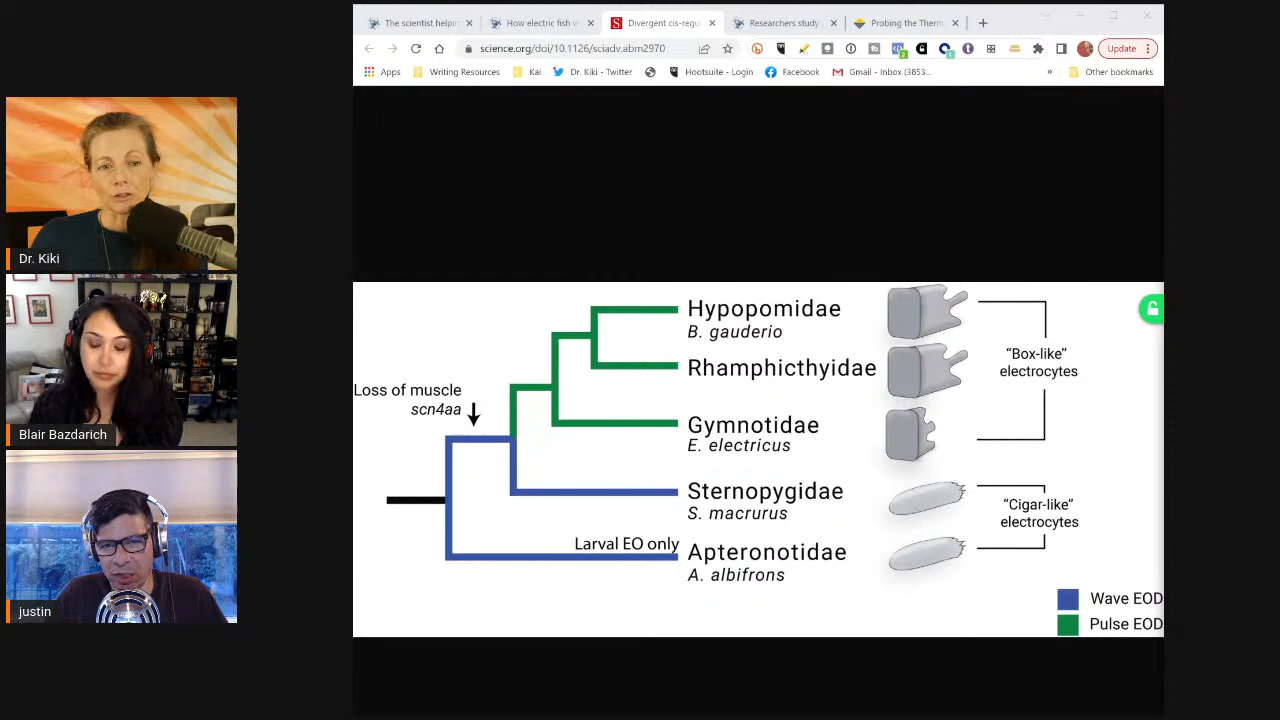 The scientist helpi
How electric fish w
Divergent cis-regul
Researchers study
Probing the Therm
science.org/doi/10.1126/sciadv.abm2970
Update
Apps
Writing Resources
Kai
Dr. Kiki - Twitter
Hootsuite - Login
Facebook
Gmail - Inbox (3853...
»
Other bookmarks
Dr. Kiki
Blair Bazdarich
justin
Hypopomidae
B. gauderio
Rhamphicthyidae
Gymnotidae
E. electricus
Sternopygidae
S. macrurus
Apteronotidae
A. albifrons
Loss of muscle
scn4aa
Larval EO only
“Box-like”
electrocytes
“Cigar-like”
electrocytes
Wave EOD
Pulse EOD